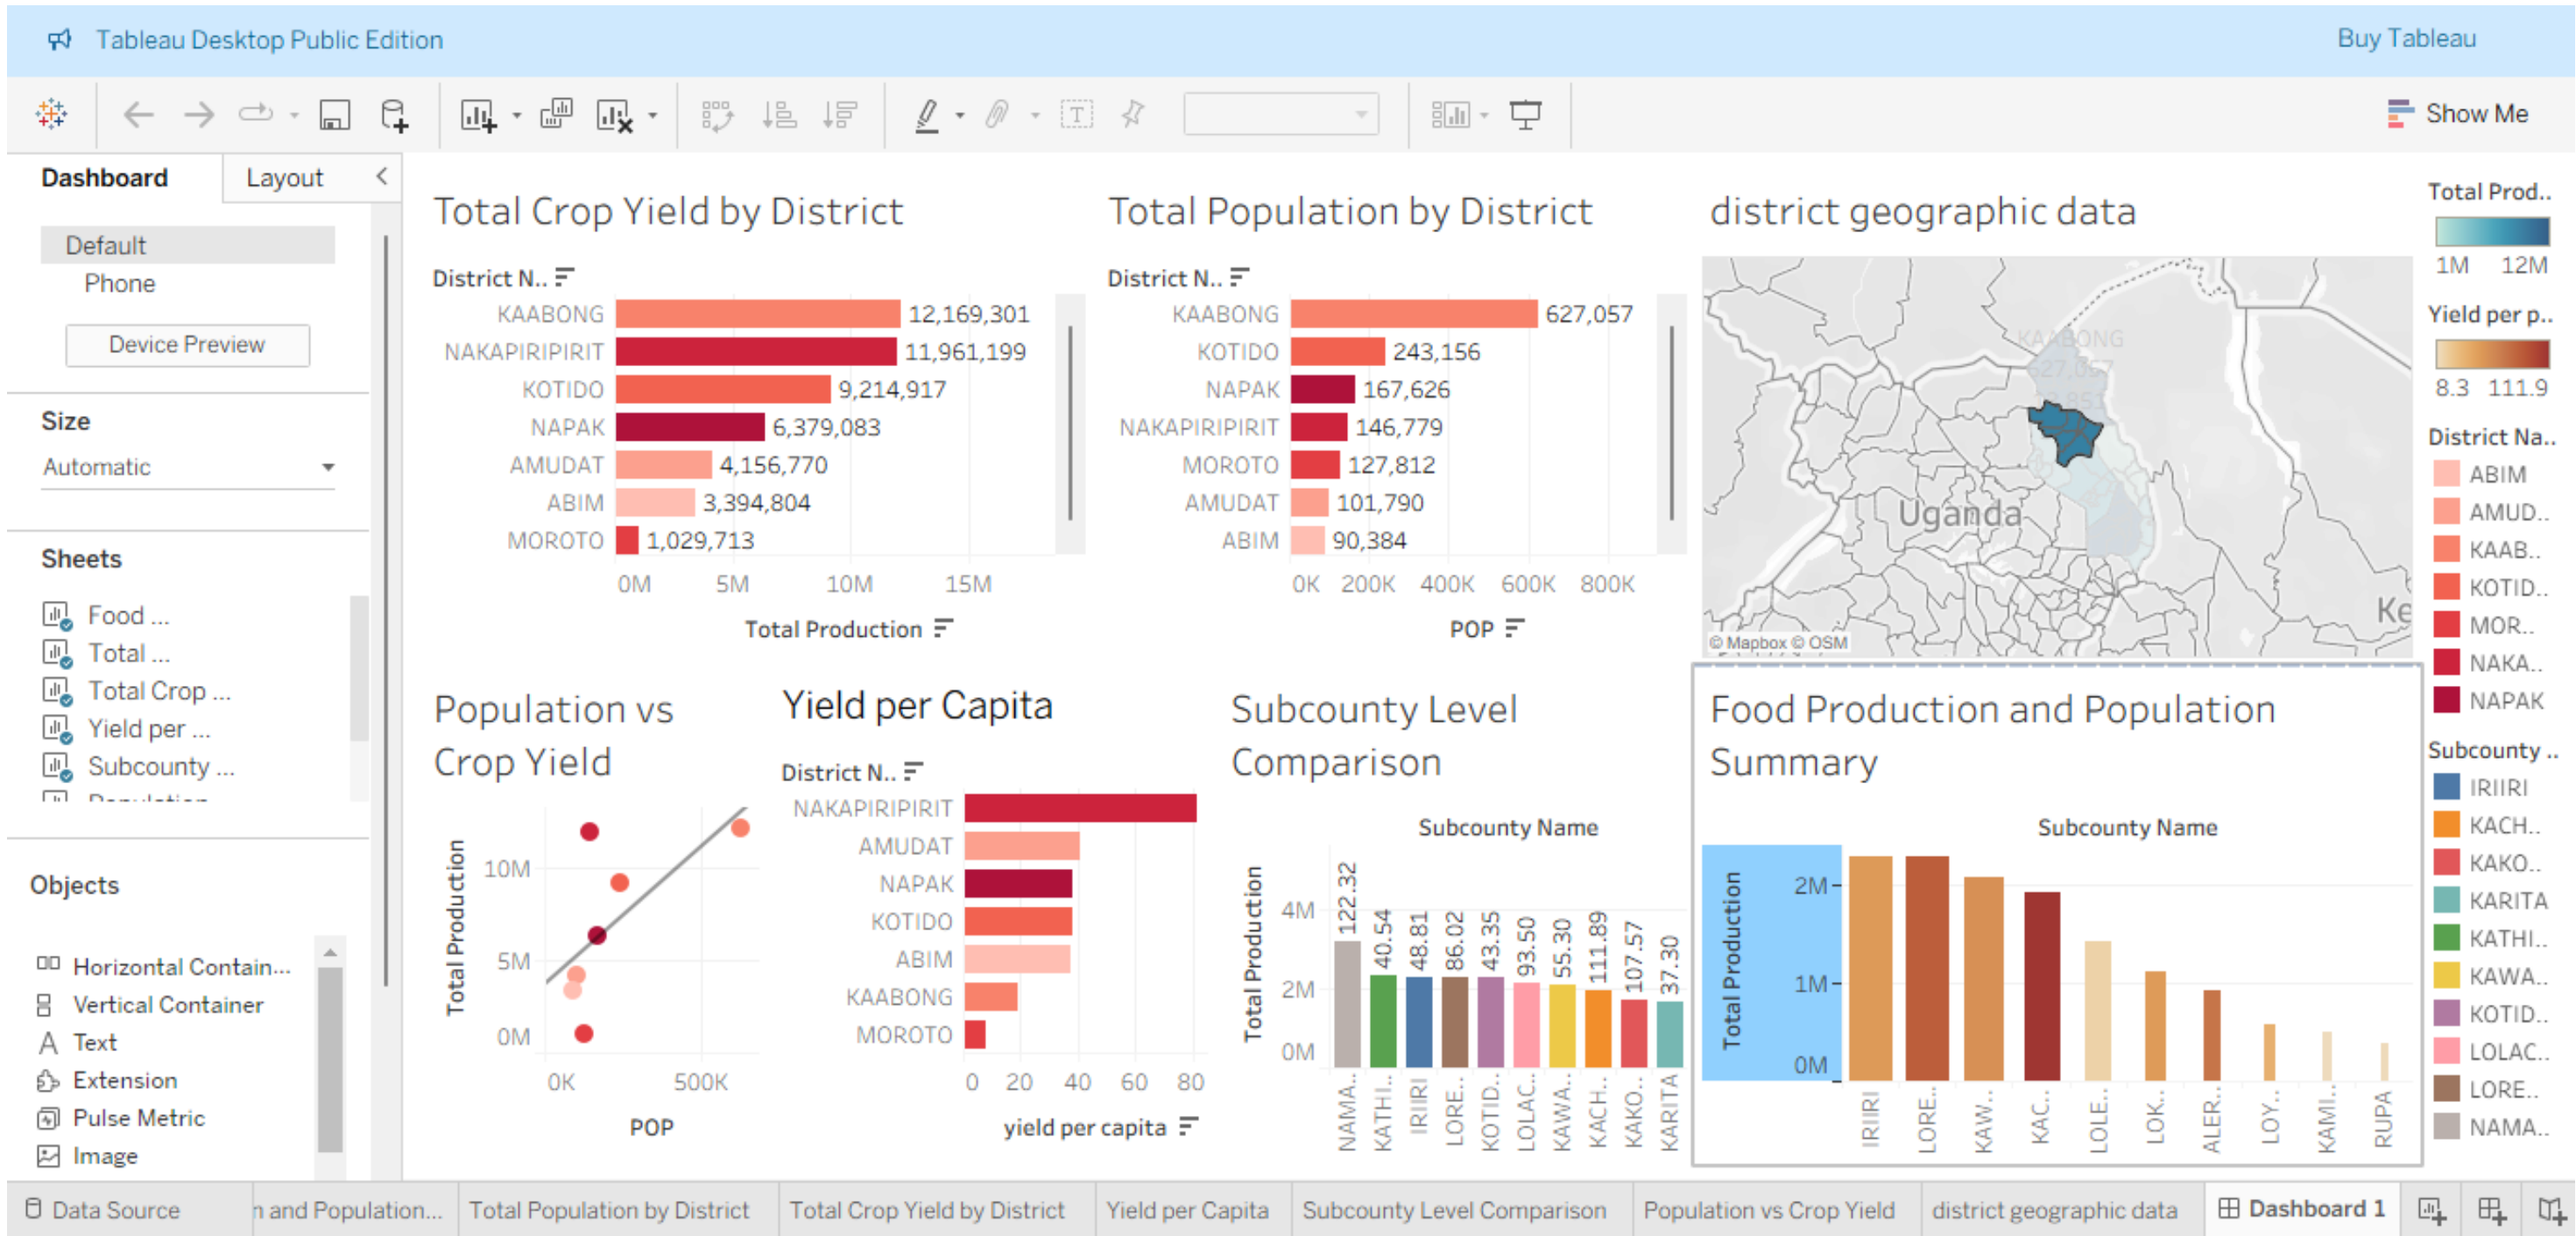 Tableau Desktop Public Edition
Buy Tableau
Show Me
Dashboard
Layout
Default
Phone
Device Preview
Size
Automatic
Sheets
Food ...
Total ...
Total Crop ...
Yield per ...
Subcounty ...
Objects
Horizontal Contain...
Vertical Container
Text
Extension
Pulse Metric
Image
Total Crop Yield by District
District N..
KAABONG 12,169,301
NAKAPIRIPIRIT 11,961,199
KOTIDO 9,214,917
NAPAK 6,379,083
AMUDAT 4,156,770
ABIM 3,394,804
MOROTO 1,029,713
0M 5M 10M 15M
Total Production
Total Population by District
District N..
KAABONG 627,057
KOTIDO 243,156
NAPAK 167,626
NAKAPIRIPIRIT 146,779
MOROTO 127,812
AMUDAT 101,790
ABIM 90,384
0K 200K 400K 600K 800K
POP
district geographic data
KAABONG
Uganda
Ke
© Mapbox © OSM
Total Prod..
1M 12M
Yield per p..
8.3 111.9
District Na..
ABIM
AMUD..
KAAB..
KOTID..
MOR..
NAKA..
NAPAK
Subcounty ..
IRIIRI
KACH..
KAKO..
KARITA
KATHI..
KAWA..
KOTID..
LOLAC..
LORE..
NAMA..
Population vs
Crop Yield
Total Production
10M
5M
0M
0K 500K
POP
Yield per Capita
District N..
NAKAPIRIPIRIT
AMUDAT
NAPAK
KOTIDO
ABIM
KAABONG
MOROTO
0 20 40 60 80
yield per capita
Subcounty Level
Comparison
Subcounty Name
Total Production
4M
2M
0M
122.32 40.54 48.81 86.02 43.35 93.50 55.30 111.89 107.57 37.30
NAMA.. KATHI.. IRIIRI LORE.. KOTID.. LOLAC.. KAWA.. KACH.. KAKO.. KARITA
Food Production and Population
Summary
Subcounty Name
Total Production
2M
1M
0M
IRIIRI LORE.. KAW.. KAC.. LOLE.. LOK.. ALER.. LOY.. KAMI.. RUPA
Data Source
n and Population...
Total Population by District
Total Crop Yield by District
Yield per Capita
Subcounty Level Comparison
Population vs Crop Yield
district geographic data
Dashboard 1